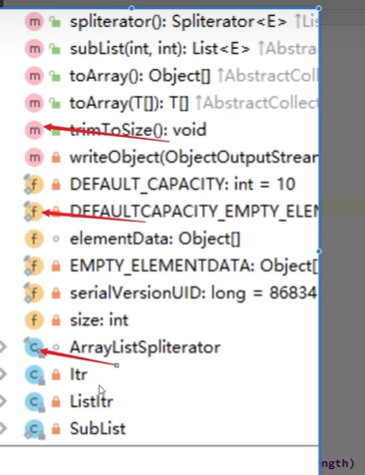 m spliterator(): Spliterator<E> ↑Lis
m subList(int, int): List<E> ↑Abstra
m toArray(): Object[] ↑AbstractColl
m toArray(T[]): T[] ↑AbstractCollect
m trimToSize(): void
m writeObject(ObjectOutputStrean
f DEFAULT_CAPACITY: int = 10
f DEFAULTCAPACITY_EMPTY_ELEM
f elementData: Object[]
f EMPTY_ELEMENTDATA: Object[
f serialVersionUID: long = 86834
f size: int
C ArrayListSpliterator
C Itr
C ListItr
C SubList
ngth)